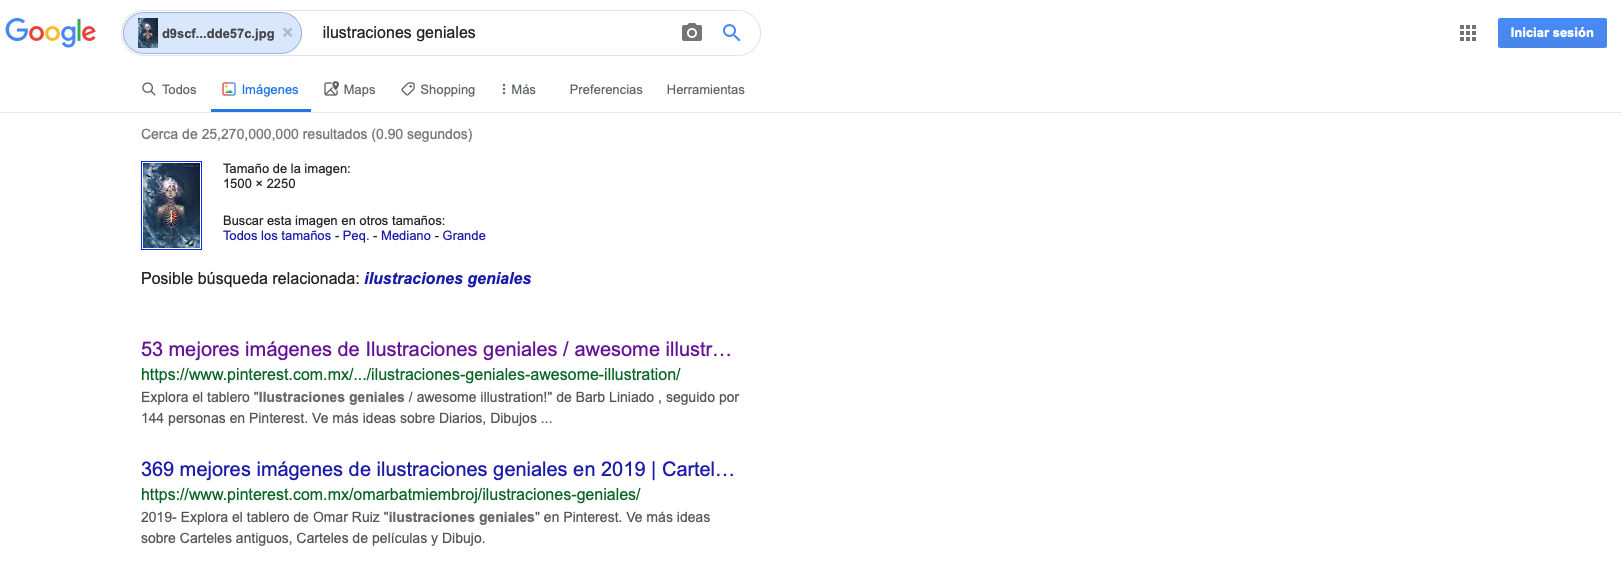 Google
d9scf...dde57c.jpg ×
ilustraciones geniales
Iniciar sesión
Todos
Imágenes
Maps
Shopping
Más
Preferencias
Herramientas
Cerca de 25,270,000,000 resultados (0.90 segundos)
Tamaño de la imagen:
1500 × 2250
Buscar esta imagen en otros tamaños:
Todos los tamaños - Peq. - Mediano - Grande
Posible búsqueda relacionada: ilustraciones geniales
53 mejores imágenes de Ilustraciones geniales / awesome illustr...
https://www.pinterest.com.mx/.../ilustraciones-geniales-awesome-illustration/
Explora el tablero "Ilustraciones geniales / awesome illustration!" de Barb Liniado , seguido por
144 personas en Pinterest. Ve más ideas sobre Diarios, Dibujos ...
369 mejores imágenes de ilustraciones geniales en 2019 | Cartel...
https://www.pinterest.com.mx/omarbatmiembroj/ilustraciones-geniales/
2019- Explora el tablero de Omar Ruiz "ilustraciones geniales" en Pinterest. Ve más ideas
sobre Carteles antiguos, Carteles de películas y Dibujo.